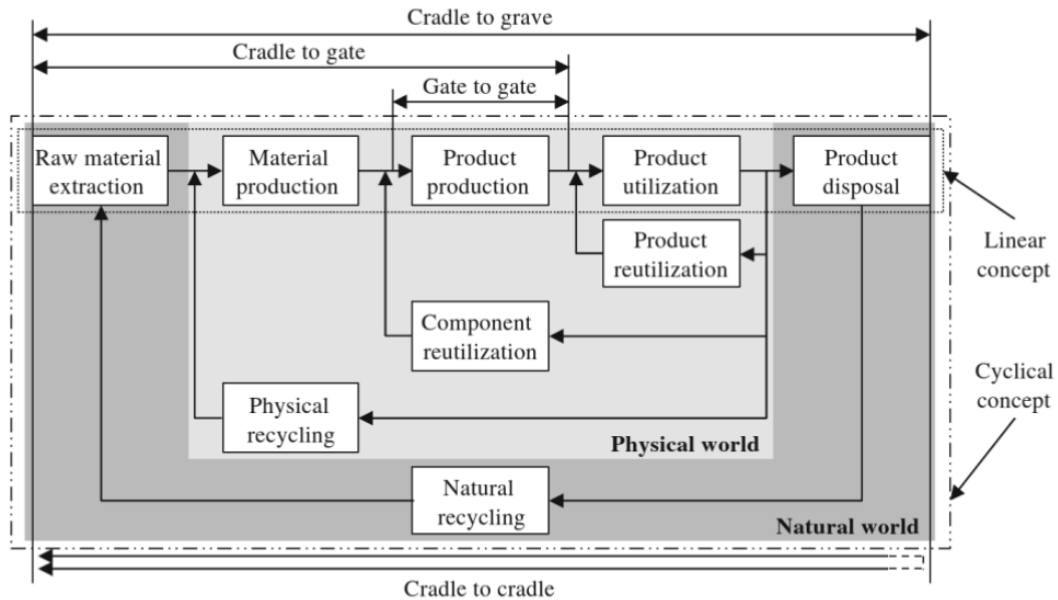 Cradle to grave
Cradle to gate
Gate to gate
Raw material
extraction
Material
production
Product
production
Product
utilization
Product
disposal
Product
reutilization
Linear
concept
Component
reutilization
Cyclical
concept
Physical
recycling
Physical world
Natural
recycling
Natural world
Cradle to cradle